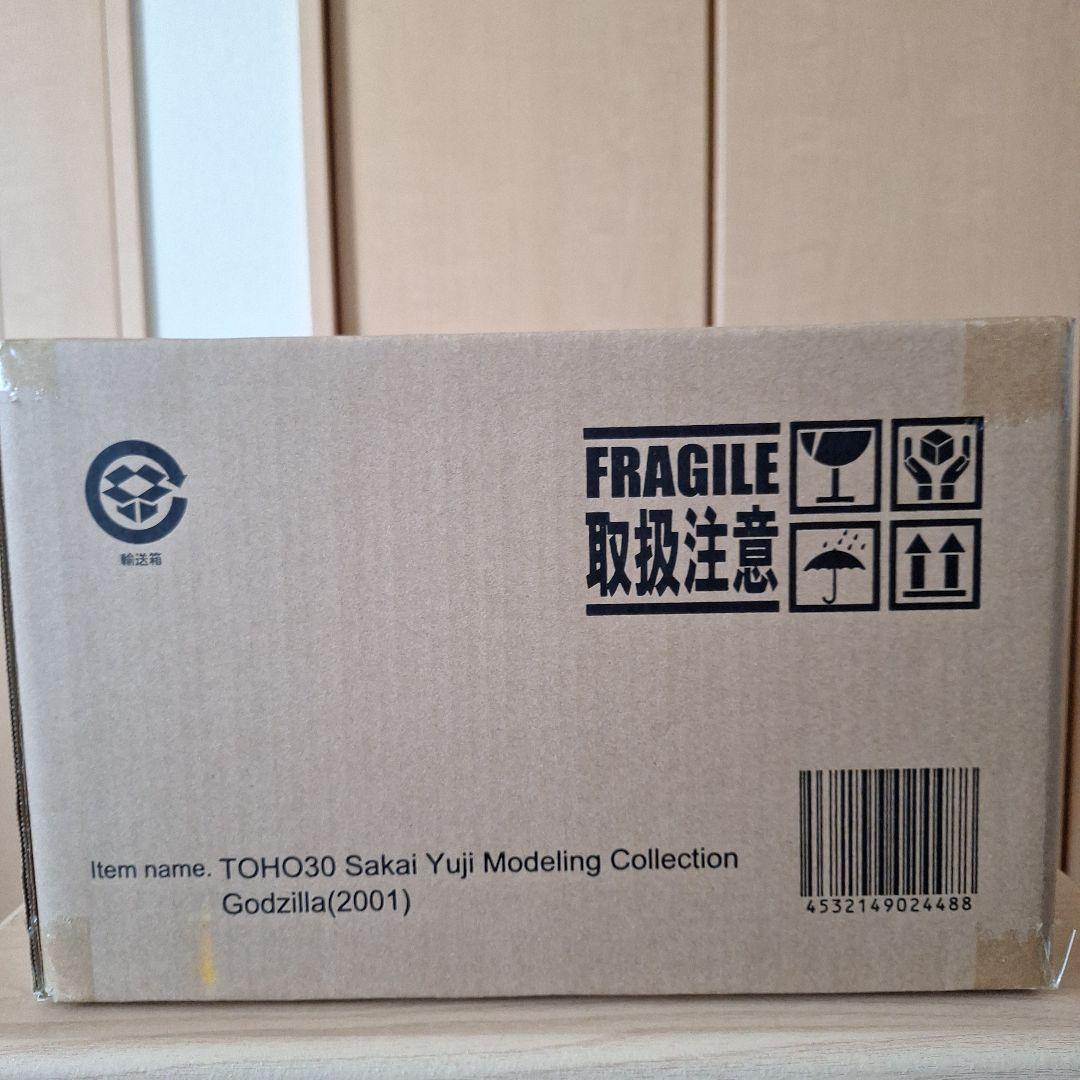 FRAGILE
取扱注意
輸送箱
Item name. TOHO30 Sakai Yuji Modeling Collection
Godzilla(2001)
4532149024488